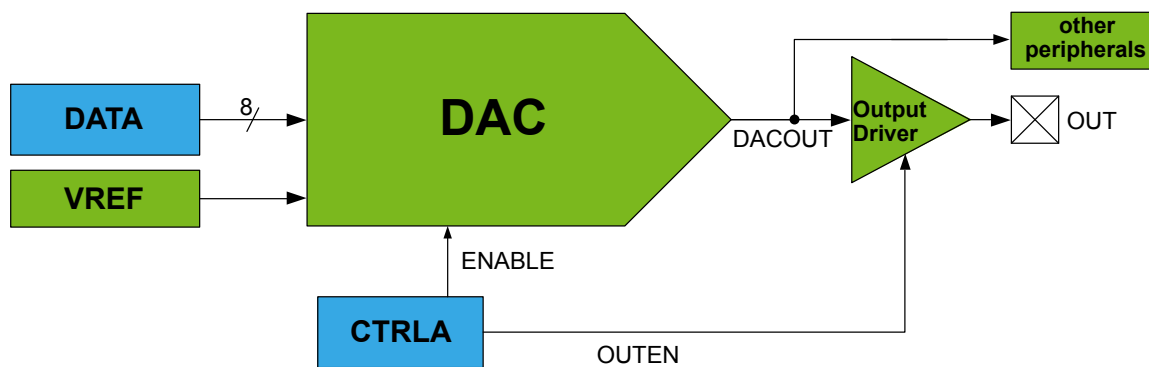 other
peripherals
DATA
8
DAC
DACOUT
Output
Driver
OUT
VREF
ENABLE
CTRLA
OUTEN